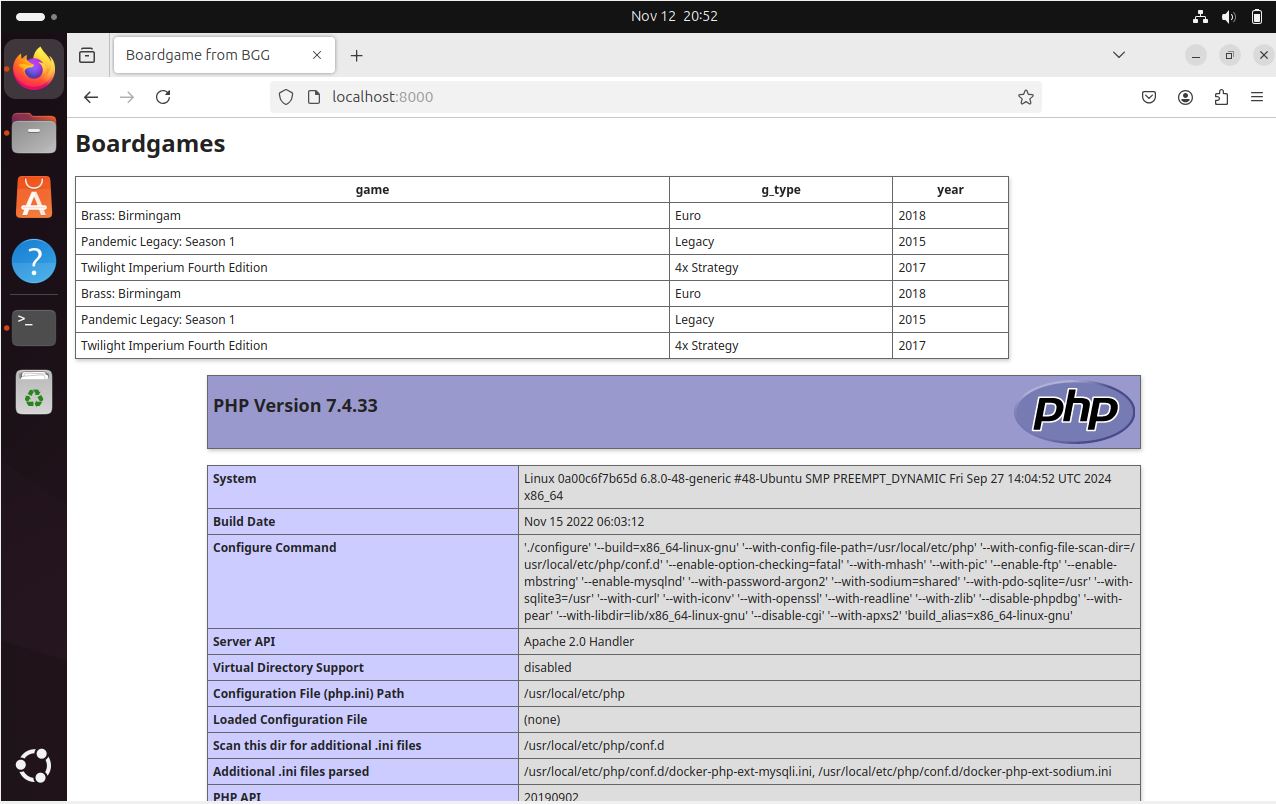 Nov 12 20:52
Boardgame from BGG
localhost:8000
Boardgames
game g_type year
Brass: Birmingam Euro 2018
Pandemic Legacy: Season 1 Legacy 2015
Twilight Imperium Fourth Edition 4x Strategy 2017
Brass: Birmingam Euro 2018
Pandemic Legacy: Season 1 Legacy 2015
Twilight Imperium Fourth Edition 4x Strategy 2017
PHP Version 7.4.33
php
System Linux 0a00c6f7b65d 6.8.0-48-generic #48-Ubuntu SMP PREEMPT_DYNAMIC Fri Sep 27 14:04:52 UTC 2024
x86_64
Build Date Nov 15 2022 06:03:12
Configure Command './configure' '--build=x86_64-linux-gnu' '--with-config-file-path=/usr/local/etc/php' '--with-config-file-scan-dir=/
usr/local/etc/php/conf.d' '--enable-option-checking=fatal' '--with-mhash' '--with-pic' '--enable-ftp' '--enable-
mbstring' '--enable-mysqlnd' '--with-password-argon2' '--with-sodium=shared' '--with-pdo-sqlite=/usr' '--with-
sqlite3=/usr' '--with-curl' '--with-iconv' '--with-openssl' '--with-readline' '--with-zlib' '--disable-phpdbg' '--with-
pear' '--with-libdir=lib/x86_64-linux-gnu' '--disable-cgi' '--with-apxs2' 'build_alias=x86_64-linux-gnu'
Server API Apache 2.0 Handler
Virtual Directory Support disabled
Configuration File (php.ini) Path /usr/local/etc/php
Loaded Configuration File (none)
Scan this dir for additional .ini files /usr/local/etc/php/conf.d
Additional .ini files parsed /usr/local/etc/php/conf.d/docker-php-ext-mysqli.ini, /usr/local/etc/php/conf.d/docker-php-ext-sodium.ini
PHP API 20190902